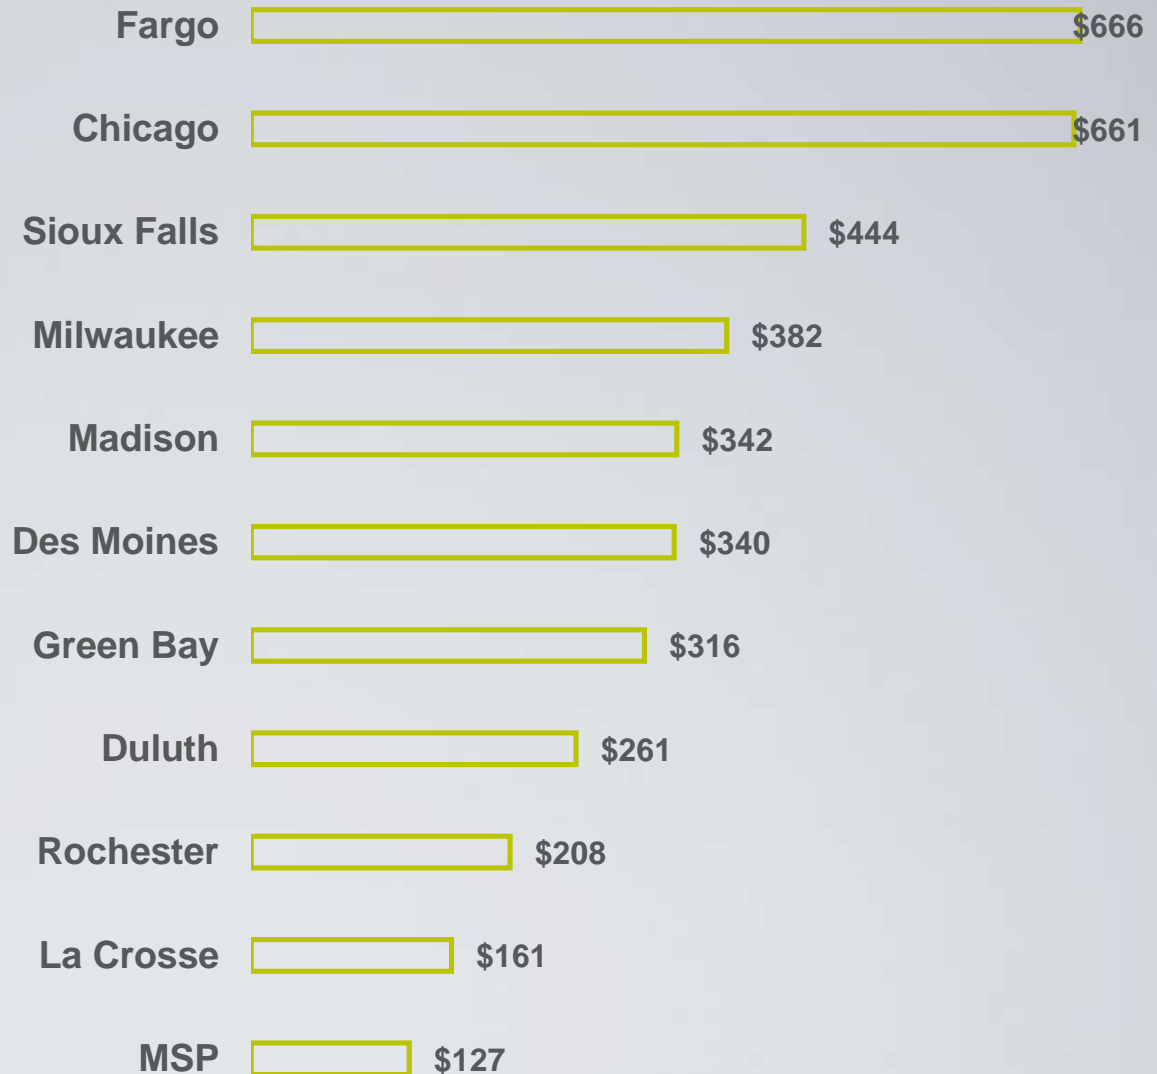 Fargo $666
Chicago $661
Sioux Falls $444
Milwaukee $382
Madison $342
Des Moines $340
Green Bay $316
Duluth $261
Rochester $208
La Crosse $161
MSP $127